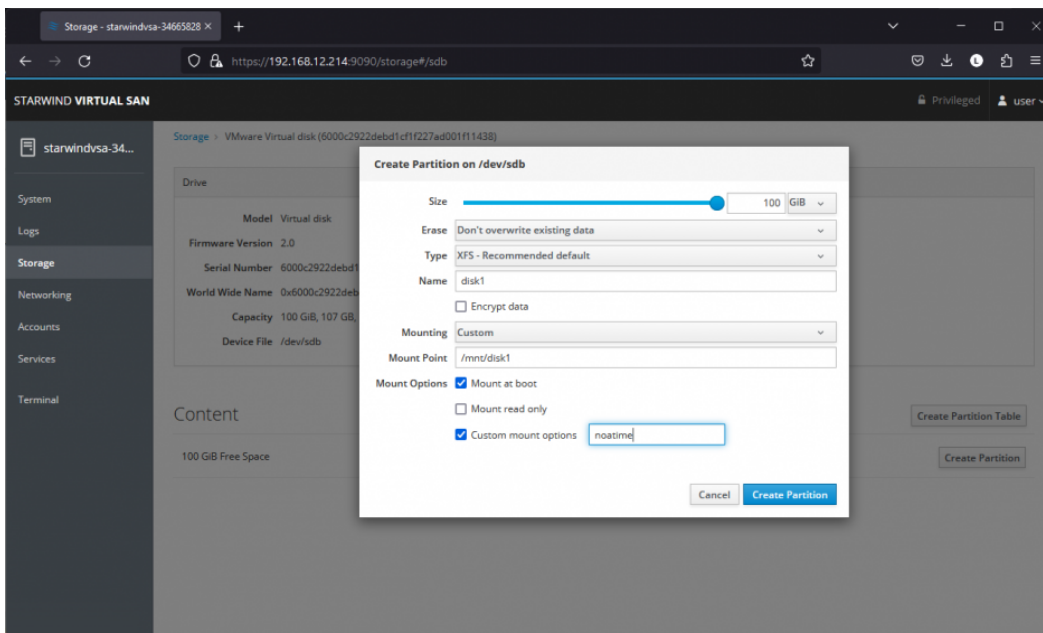 Storage - starwindvsa-34665828 ×
https://192.168.12.214:9090/storage#/sdb
STARWIND VIRTUAL SAN
Privileged
user
starwindvsa-34...
System
Logs
Storage
Networking
Accounts
Services
Terminal
Storage > VMware Virtual disk (6000c2922debd1cf1f227ad001f11438)
Drive
Model Virtual disk
Firmware Version 2.0
Serial Number 6000c2922debd1
World Wide Name 0x6000c2922deb
Capacity 100 GiB, 107 GB,
Device File /dev/sdb
Content
Create Partition Table
100 GiB Free Space
Create Partition
Create Partition on /dev/sdb
Size 100 GiB
Erase Don't overwrite existing data
Type XFS - Recommended default
Name disk1
Encrypt data
Mounting Custom
Mount Point /mnt/disk1
Mount Options Mount at boot
Mount read only
Custom mount options noatime
Cancel Create Partition